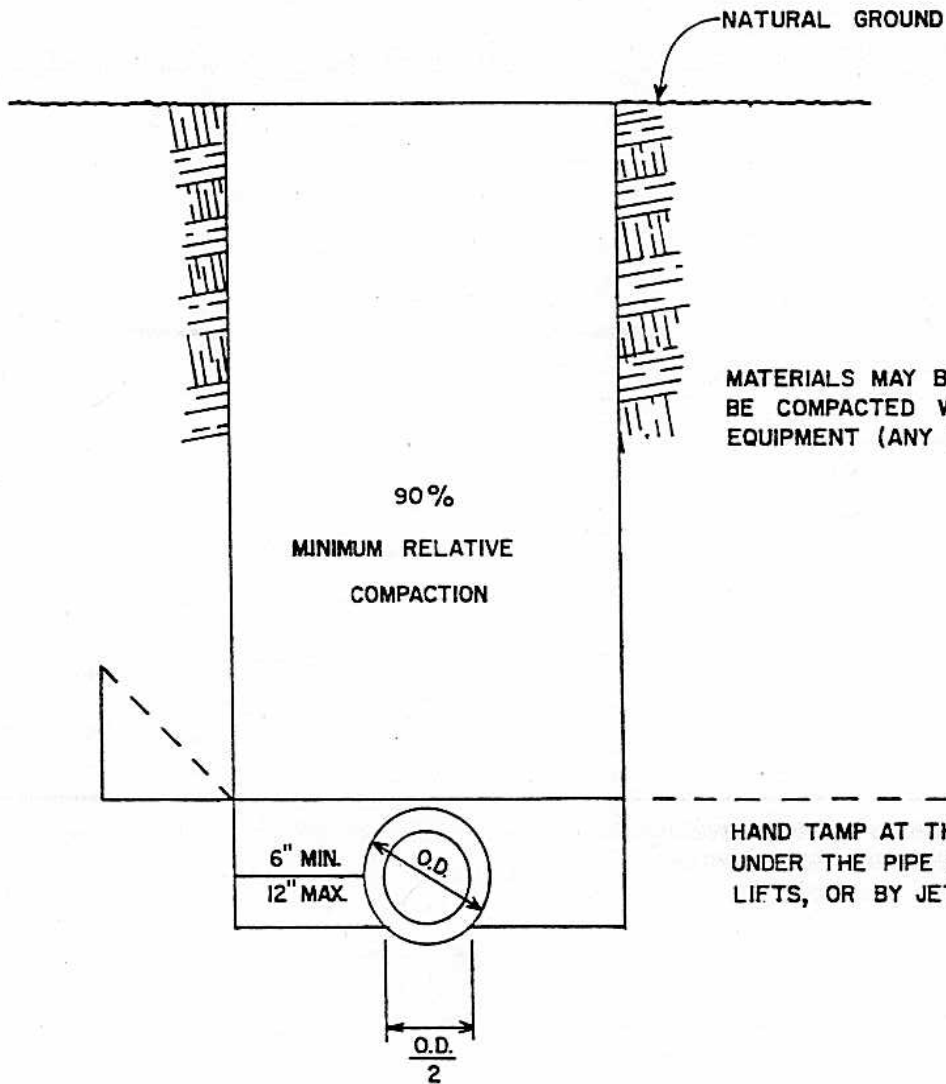 NATURAL GROUND
MATERIALS MAY B
BE COMPACTED
EQUIPMENT (ANY
90%
MINIMUM RELATIVE
COMPACTION
HAND TAMP AT TH
UNDER THE PIPE
LIFTS, OR BY JET
6" MIN.
12" MAX.
O.D.
O.D.
2